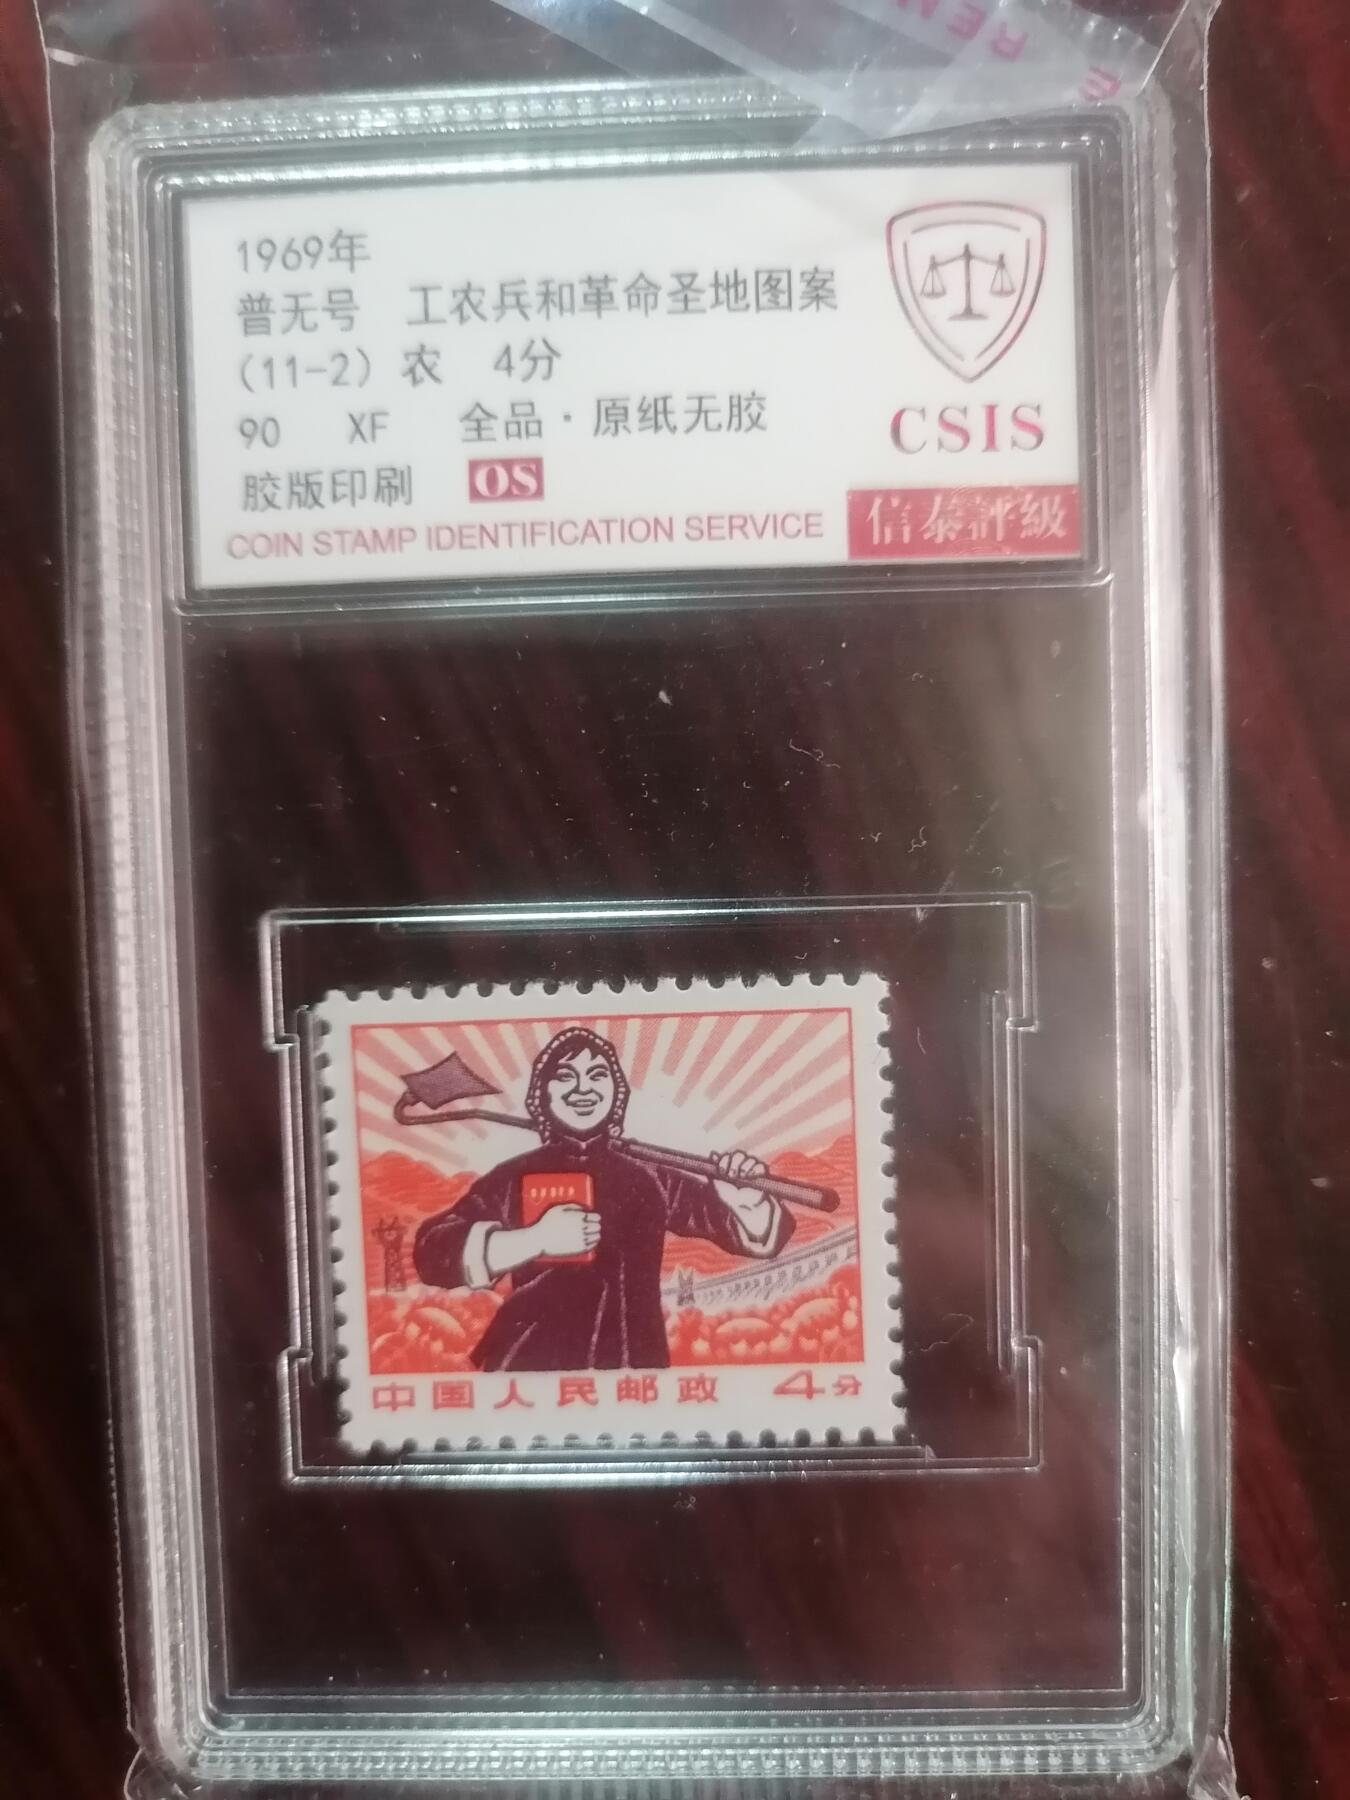 1969年
普无号 工农兵和革命圣地图案
(11-2) 农 4分
90 XF 全品·原纸无胶
胶版印刷 OS
COIN STAMP IDENTIFICATION SERVICE
CSIS
信泰評級
中国人民邮政 4分